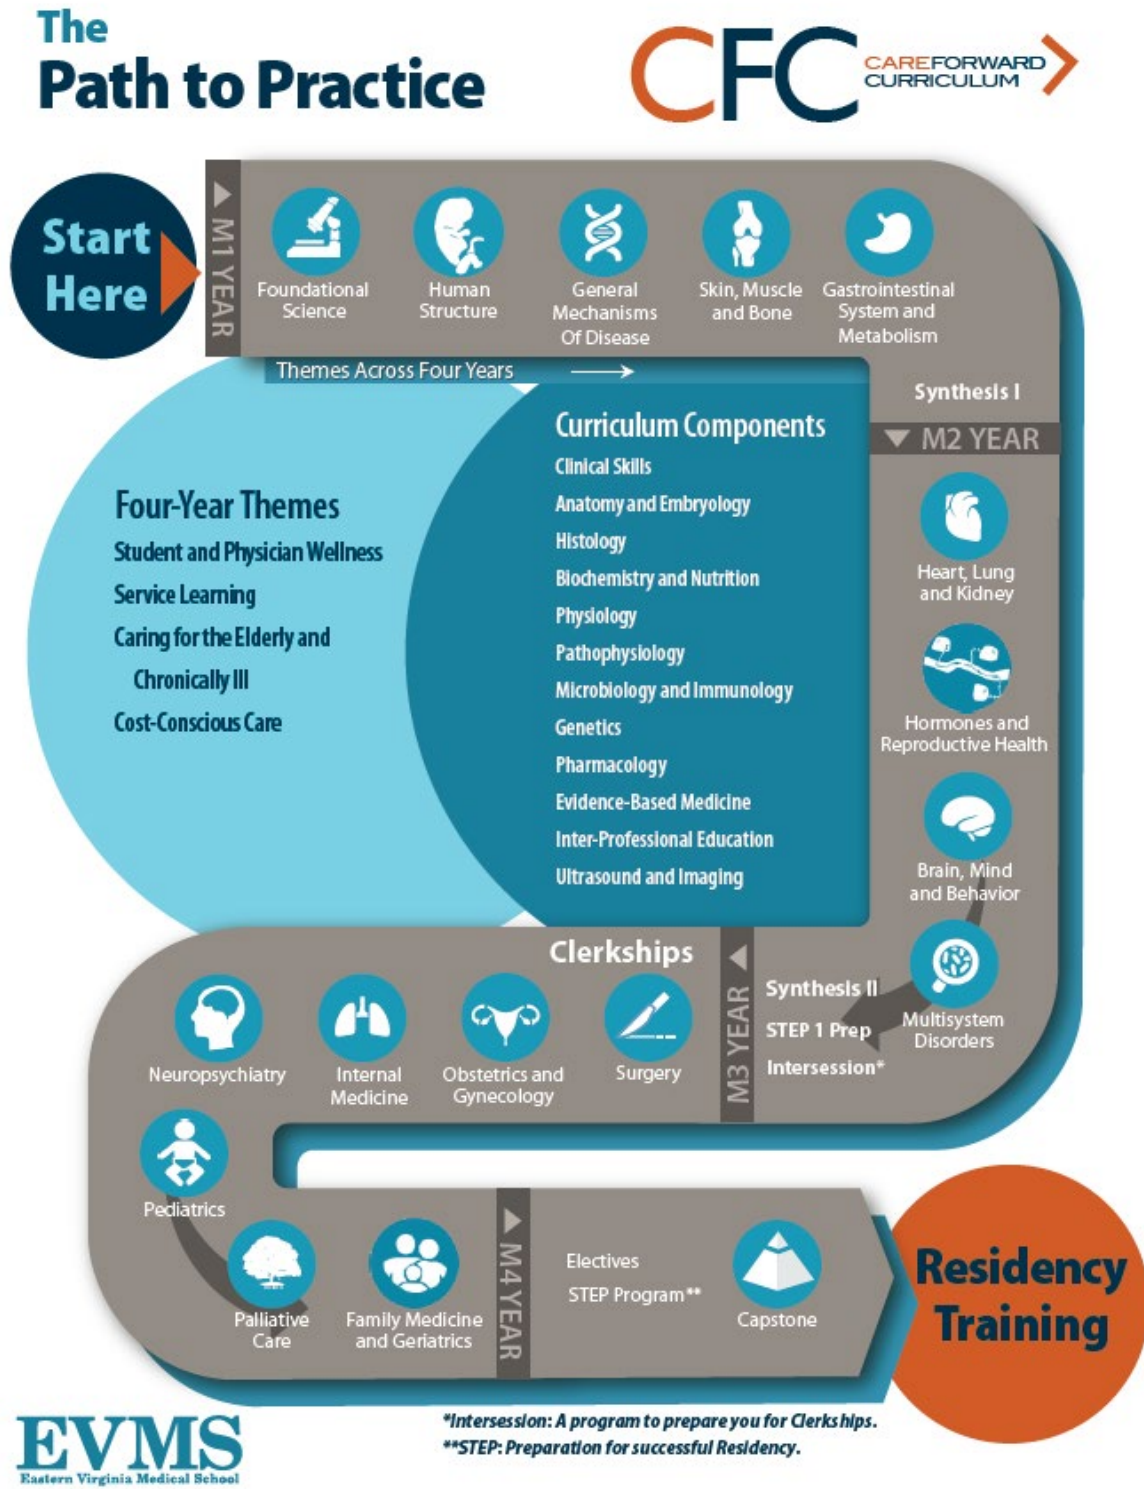 The
Path to Practice
CFC
CAREFORWARD
CURRICULUM
Start
Here
M1 YEAR
Foundational
Science
Human
Structure
General
Mechanisms
Of Disease
Skin, Muscle
and Bone
Gastrointestinal
System and
Metabolism
Themes Across Four Years
Synthesis I
M2 YEAR
Four-Year Themes
Student and Physician Wellness
Service Learning
Caring for the Elderly and
Chronically Ill
Cost-Conscious Care
Curriculum Components
Clinical Skills
Anatomy and Embryology
Histology
Biochemistry and Nutrition
Physiology
Pathophysiology
Microbiology and Immunology
Genetics
Pharmacology
Evidence-Based Medicine
Inter-Professional Education
Ultrasound and Imaging
Heart, Lung
and Kidney
Hormones and
Reproductive Health
Brain, Mind
and Behavior
Multisystem
Disorders
Synthesis II
STEP 1 Prep
Intersession*
M3 YEAR
Clerkships
Surgery
Obstetrics and
Gynecology
Internal
Medicine
Neuropsychiatry
Pediatrics
Palliative
Care
Family Medicine
and Geriatrics
M4 YEAR
Electives
STEP Program**
Capstone
Residency
Training
*Intersession: A program to prepare you for Clerkships.
**STEP: Preparation for successful Residency.
EVMS
Eastern Virginia Medical School